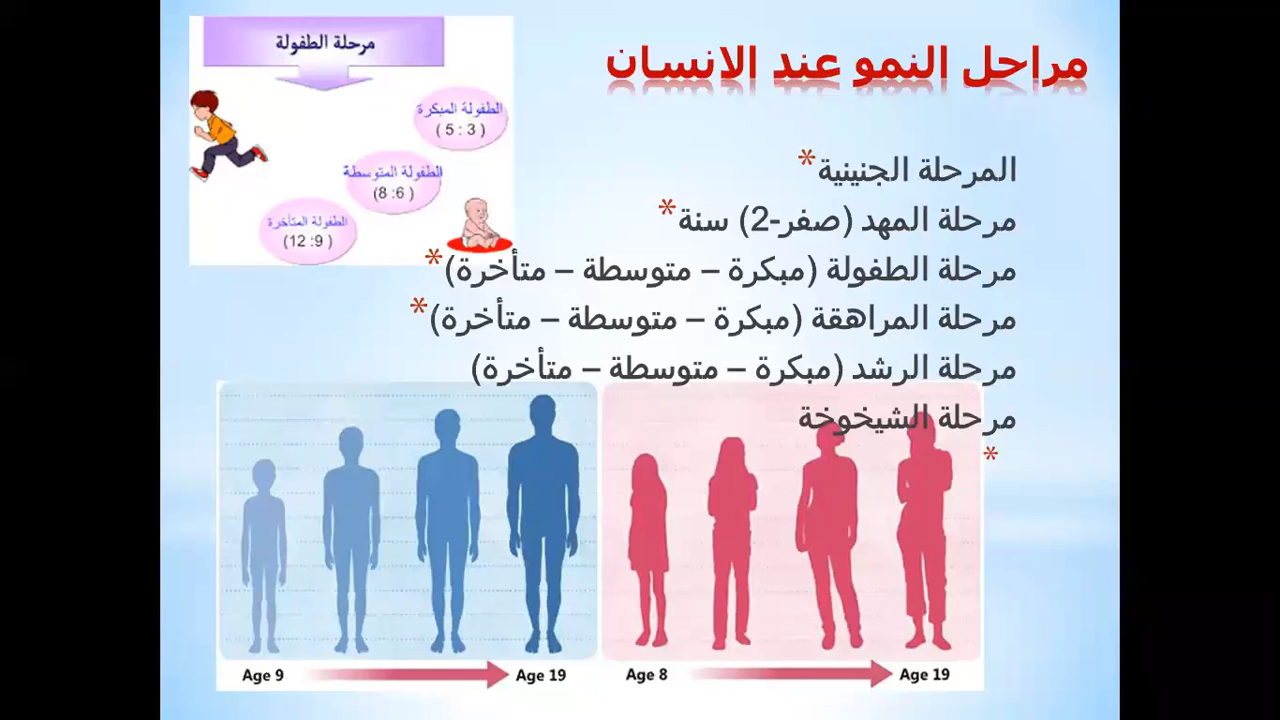 مراحل النمو عند الانسان
المرحلة الجنينية*
مرحلة المهد (صفر-2) سنة*
مرحلة الطفولة (مبكرة – متوسطة – متأخرة)*
مرحلة المراهقة (مبكرة – متوسطة – متأخرة)*
مرحلة الرشد (مبكرة – متوسطة – متأخرة)
مرحلة الشيخوخة
*
مرحلة الطفولة
الطفولة المبكرة
( 3 : 5 )
الطفولة المتوسطة
(6: 8)
الطفولة المتأخرة
(9: 12)
Age 9
Age 19
Age 8
Age 19